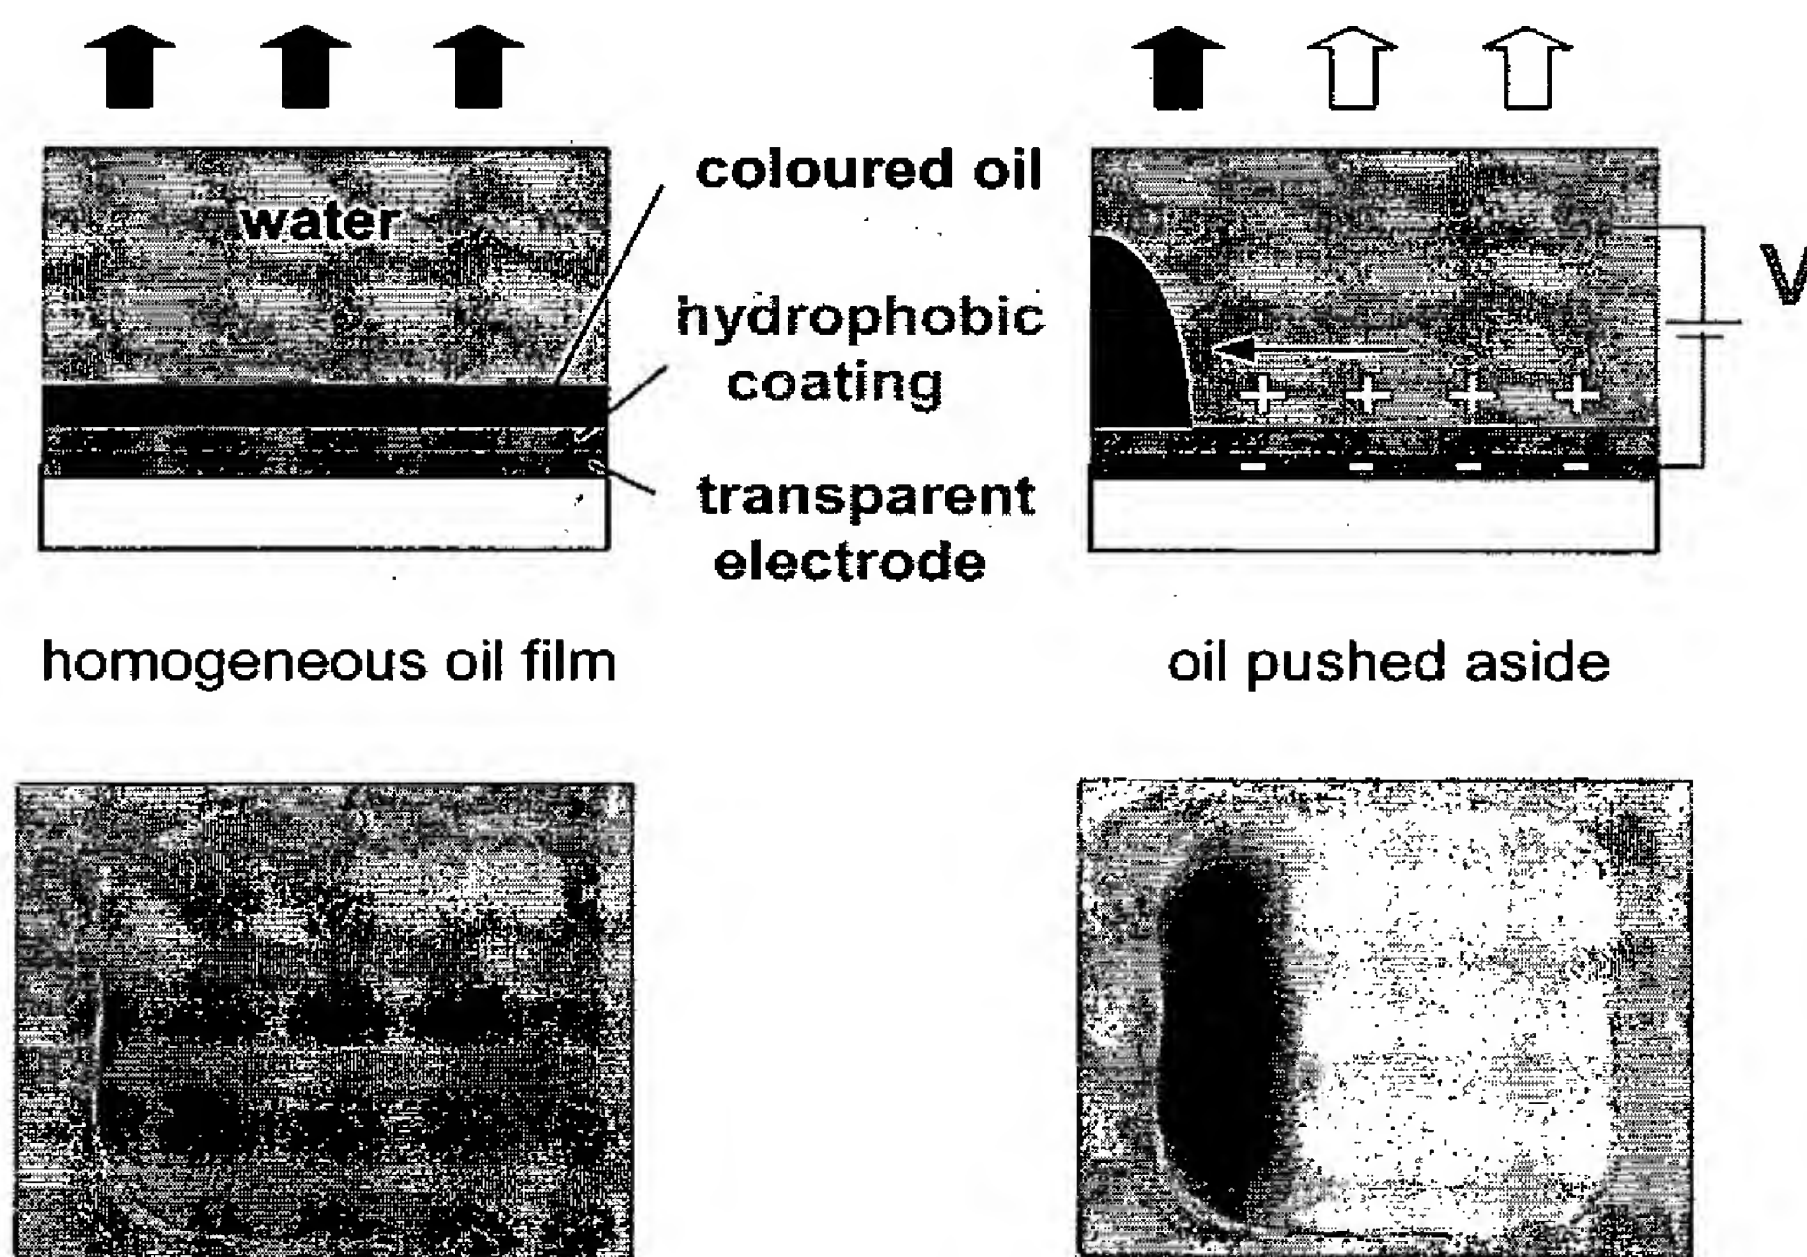 water
coloured oil
hydrophobic
coating
transparent
electrode
V
+ + + +
- - - -
homogeneous oil film
oil pushed aside